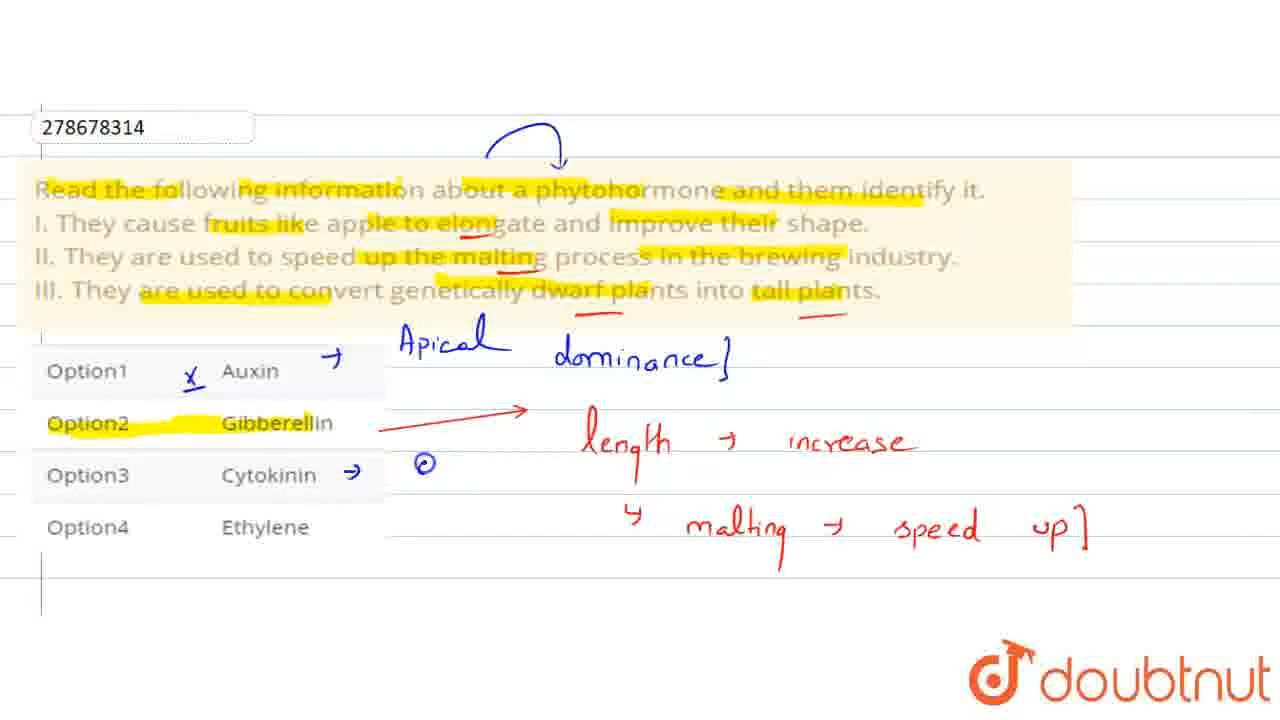 278678314
Read the following information about a phytohormone and them identify it.
I. They cause fruits like apple to elongate and improve their shape.
II. They are used to speed up the malting process in the brewing industry.
III. They are used to convert genetically dwarf plants into tall plants.
Option1 x Auxin → Apical dominance]
Option2 Gibberellin → length → increase
Option3 Cytokinin →
↳ malting → speed up]
Option4 Ethylene
doubtnut